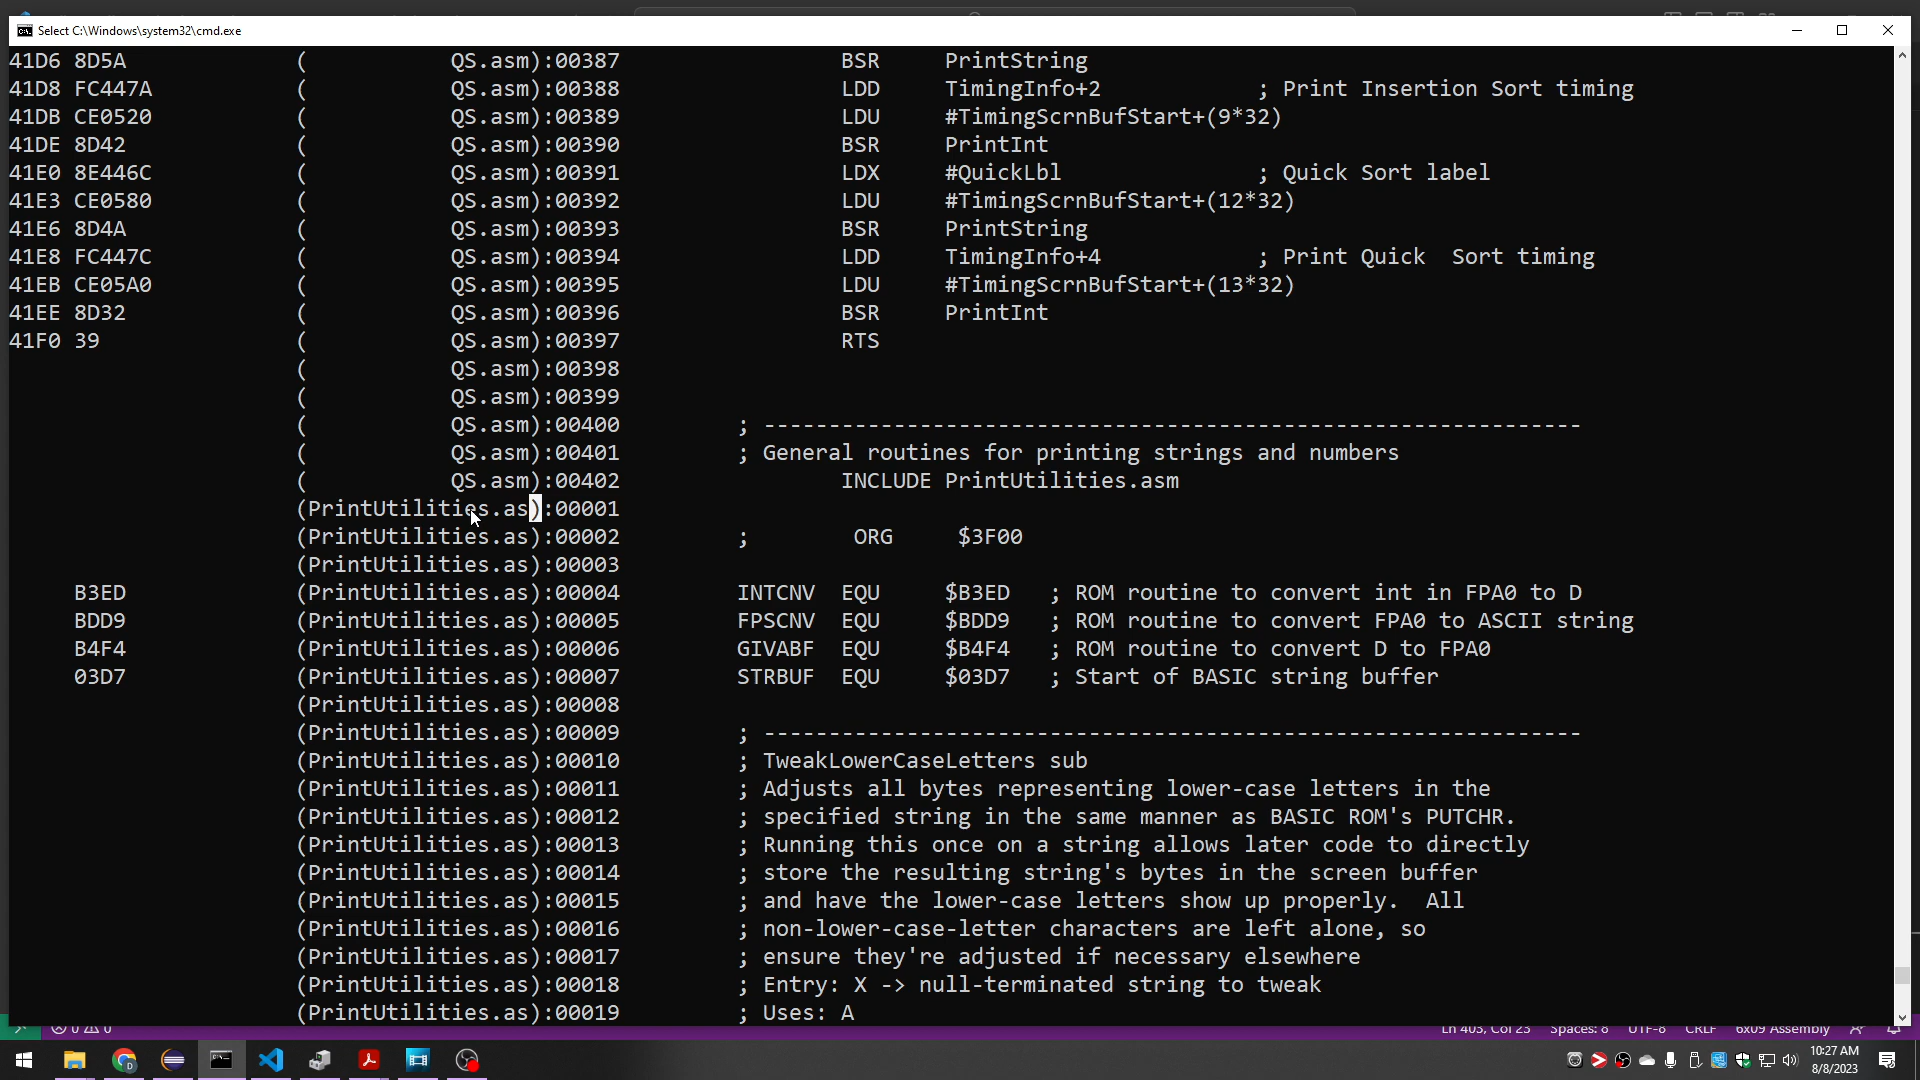 Select C:\Windows\system32\cmd.exe
41D6 8D5A             (           QS.asm):00387                 BSR     PrintString
41D8 FC447A           (           QS.asm):00388                 LDD     TimingInfo+2            ; Print Insertion Sort timing
41DB CE0520           (           QS.asm):00389                 LDU     #TimingScrnBufStart+(9*32)
41DE 8D42             (           QS.asm):00390                 BSR     PrintInt
41E0 8E446C           (           QS.asm):00391                 LDX     #QuickLbl               ; Quick Sort label
41E3 CE0580           (           QS.asm):00392                 LDU     #TimingScrnBufStart+(12*32)
41E6 8D4A             (           QS.asm):00393                 BSR     PrintString
41E8 FC447C           (           QS.asm):00394                 LDD     TimingInfo+4            ; Print Quick  Sort timing
41EB CE05A0           (           QS.asm):00395                 LDU     #TimingScrnBufStart+(13*32)
41EE 8D32             (           QS.asm):00396                 BSR     PrintInt
41F0 39               (           QS.asm):00397                 RTS
                      (           QS.asm):00398
                      (           QS.asm):00399
                      (           QS.asm):00400         ; ---------------------------------------------------------------
                      (           QS.asm):00401         ; General routines for printing strings and numbers
                      (           QS.asm):00402                 INCLUDE PrintUtilities.asm
                      (PrintUtilities.as):00001
                      (PrintUtilities.as):00002         ;        ORG     $3F00
                      (PrintUtilities.as):00003
     B3ED             (PrintUtilities.as):00004         INTCNV  EQU     $B3ED   ; ROM routine to convert int in FPA0 to D
     BDD9             (PrintUtilities.as):00005         FPSCNV  EQU     $BDD9   ; ROM routine to convert FPA0 to ASCII string
     B4F4             (PrintUtilities.as):00006         GIVABF  EQU     $B4F4   ; ROM routine to convert D to FPA0
     03D7             (PrintUtilities.as):00007         STRBUF  EQU     $03D7   ; Start of BASIC string buffer
                      (PrintUtilities.as):00008
                      (PrintUtilities.as):00009         ; ---------------------------------------------------------------
                      (PrintUtilities.as):00010         ; TweakLowerCaseLetters sub
                      (PrintUtilities.as):00011         ; Adjusts all bytes representing lower-case letters in the
                      (PrintUtilities.as):00012         ; specified string in the same manner as BASIC ROM's PUTCHR.
                      (PrintUtilities.as):00013         ; Running this once on a string allows later code to directly
                      (PrintUtilities.as):00014         ; store the resulting string's bytes in the screen buffer
                      (PrintUtilities.as):00015         ; and have the lower-case letters show up properly.  All
                      (PrintUtilities.as):00016         ; non-lower-case-letter characters are left alone, so
                      (PrintUtilities.as):00017         ; ensure they're adjusted if necessary elsewhere
                      (PrintUtilities.as):00018         ; Entry: X -> null-terminated string to tweak
                      (PrintUtilities.as):00019         ; Uses: A
0 0 Ln 403, Col 23 Spaces: 8 UTF-8 CRLF 6x09 Assembly
10:27 AM
8/8/2023